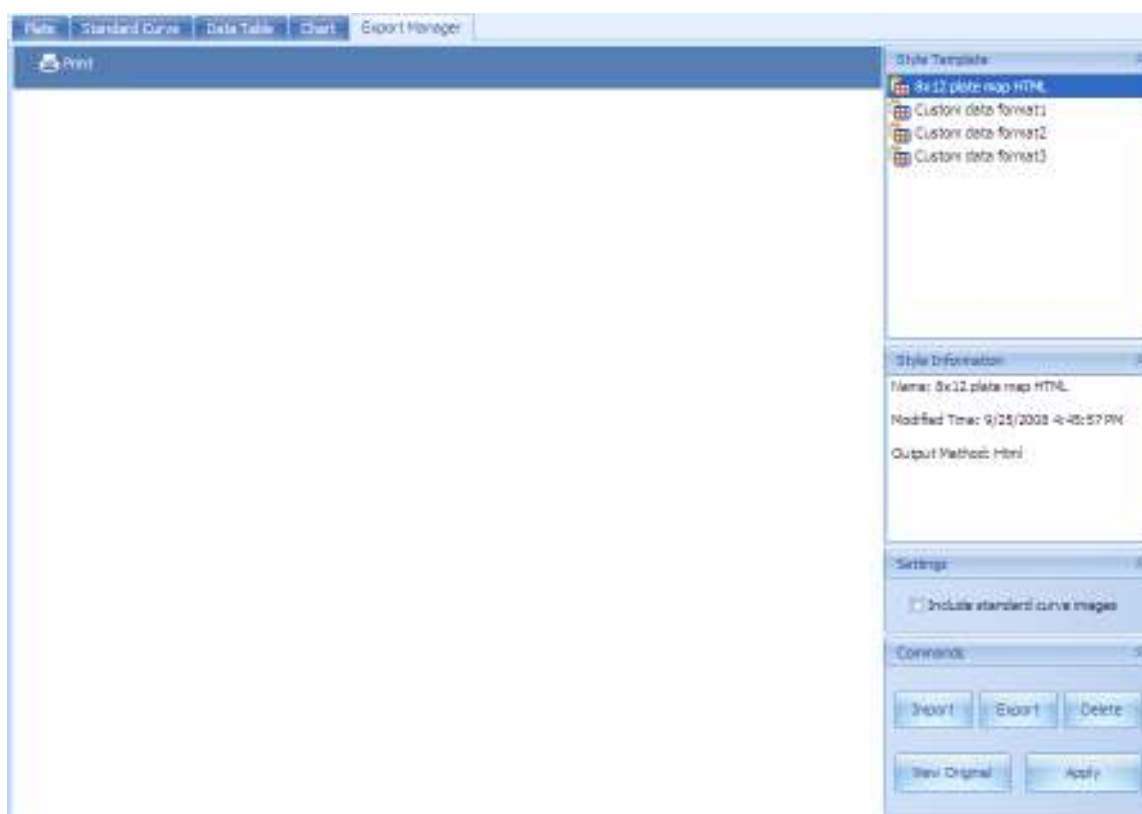 Plate Standard Curve Data Table Chart Export Manager
Print
Style Template
8x12 plate map HTML
Custom data format1
Custom data format2
Custom data format3
Style Information
Name: 8x12 plate map HTML
Modified Time: 9/25/2008 4:45:57 PM
Output Method: Html
Settings
Include standard curve images
Commands
Import Export Delete
View Original Apply